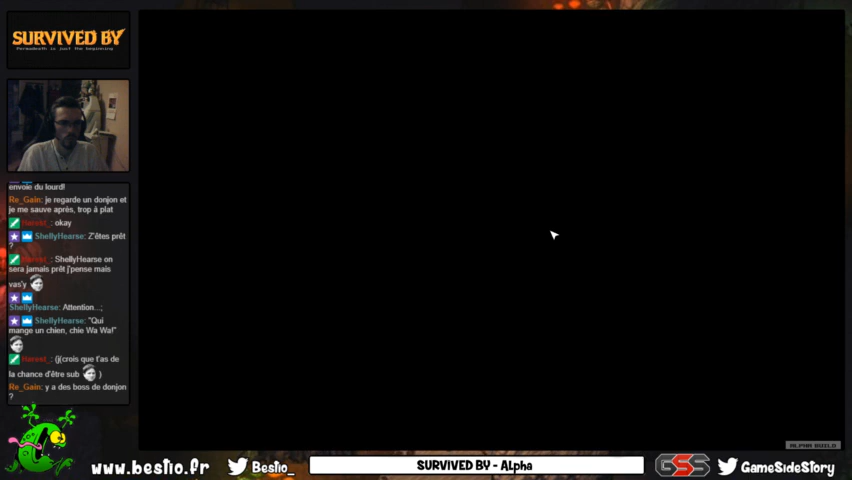 SURVIVED BY
Permadeath is just the beginning
envoie du lourd!
Re_Gain: je regarde un donjon et
je me sauve après, trop à plat
: okay
ShellyHearse: Z'êtes prêt
?
: ShellyHearse on
sera jamais prêt j'pense mais
vas'y
ShellyHearse: Attention...;
ShellyHearse: "Qui
mange un chien, chie Wa Wa!"
: (j(crois que t'as de
la chance d'être sub )
Re_Gain: y a des boss de donjon
?
ALPHA BUILD
www.bestio.fr
Bestio_
SURVIVED BY - Alpha
GSS
GameSideStory